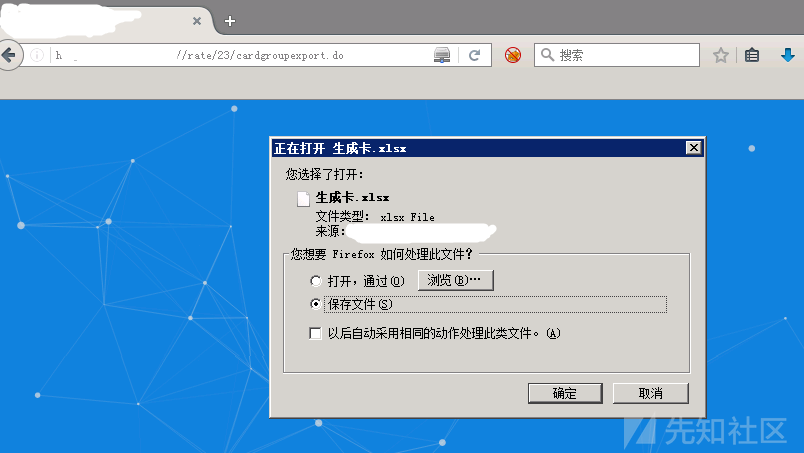 h
//rate/23/cardgroupexport.do
搜索
正在打开 生成卡.xlsx
您选择了打开:
生成卡.xlsx
文件类型: xlsx File
来源:
您想要 Firefox 如何处理此文件?
打开，通过(O)
浏览(B)…
保存文件(S)
以后自动采用相同的动作处理此类文件。(A)
确定
取消
先知社区